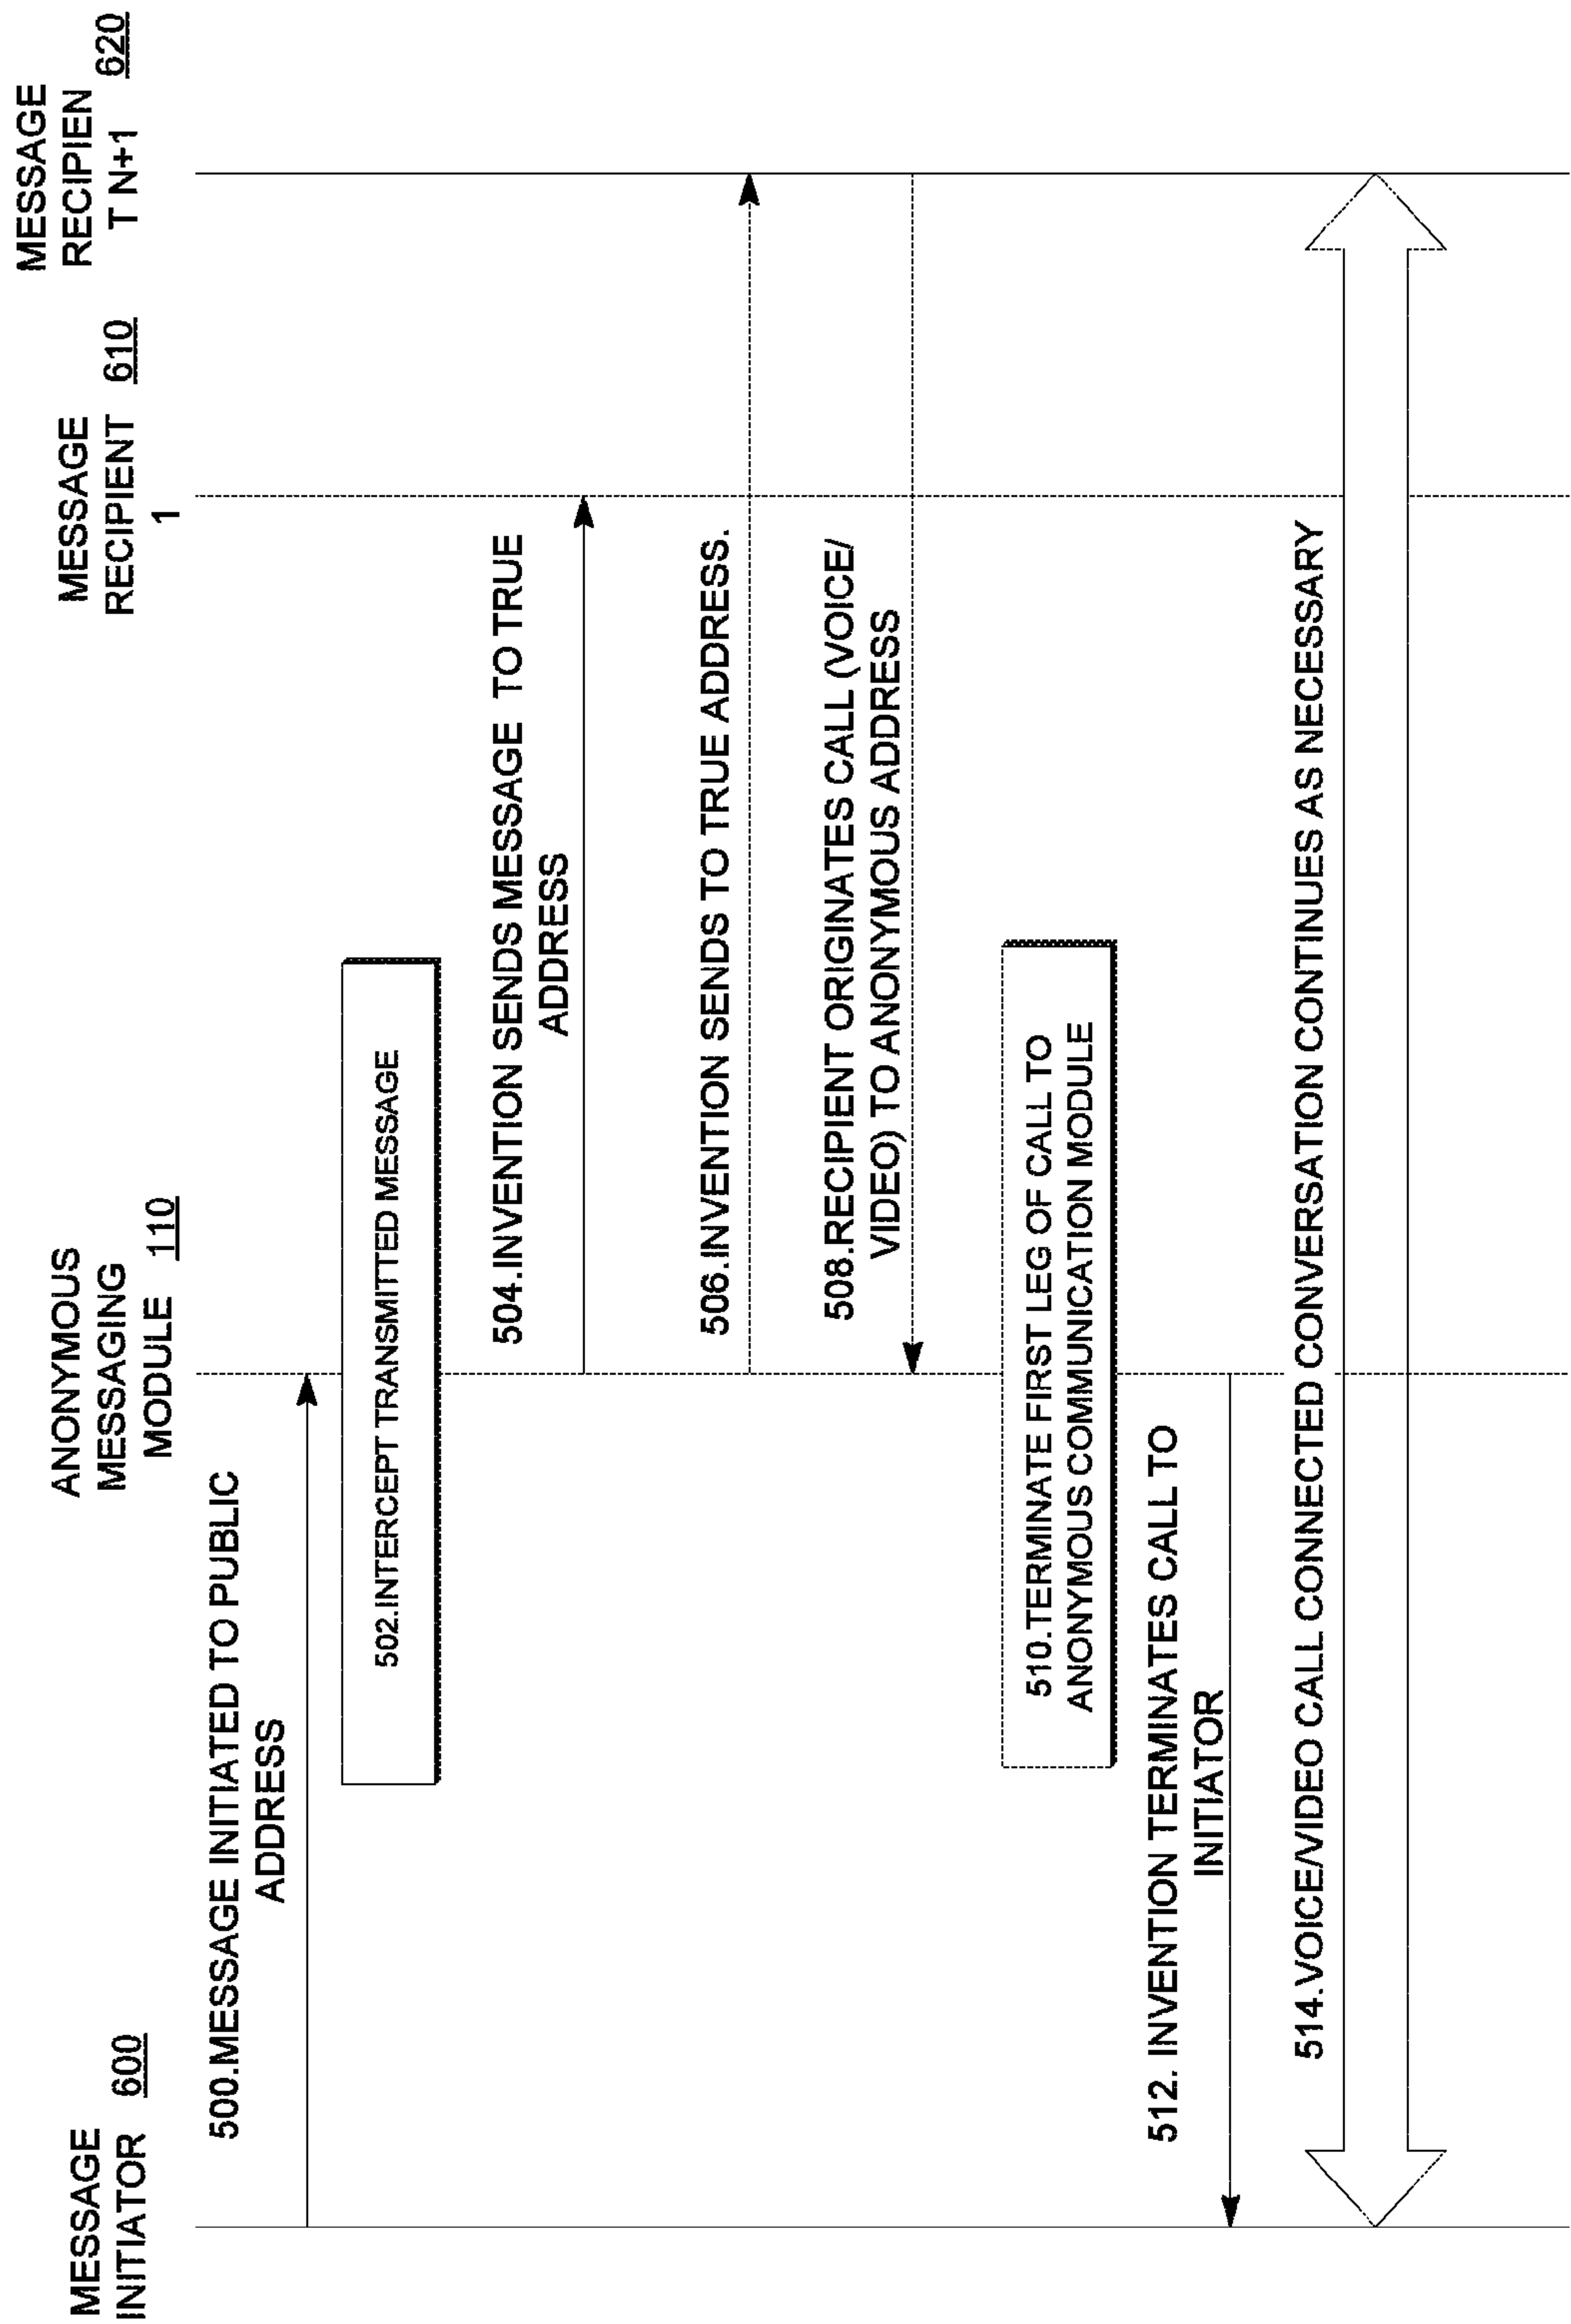 MESSAGE
INITIATOR 600
ANONYMOUS
MESSAGING
MODULE 110
MESSAGE
RECIPIENT 610
1
MESSAGE
RECIPIEN
T N+1 620
500.MESSAGE INITIATED TO PUBLIC
ADDRESS
502.INTERCEPT TRANSMITTED MESSAGE
504.INVENTION SENDS MESSAGE TO TRUE
ADDRESS
506.INVENTION SENDS TO TRUE ADDRESS.
508.RECIPIENT ORIGINATES CALL (VOICE/
VIDEO) TO ANONYMOUS ADDRESS
510.TERMINATE FIRST LEG OF CALL TO
ANONYMOUS COMMUNICATION MODULE
512. INVENTION TERMINATES CALL TO
INITIATOR
514.VOICE/VIDEO CALL CONNECTED CONVERSATION CONTINUES AS NECESSARY